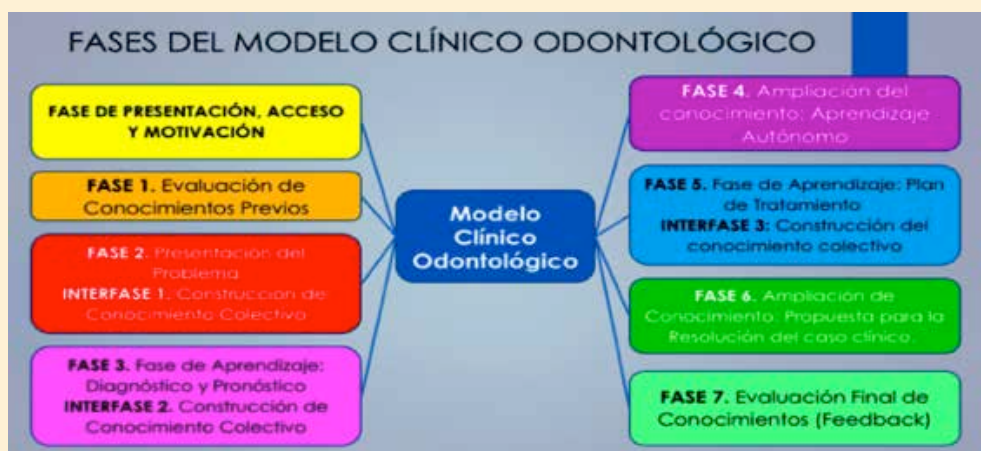 FASES DEL MODELO CLÍNICO ODONTOLÓGICO
FASE DE PRESENTACIÓN, ACCESO
Y MOTIVACIÓN
FASE 1. Evaluación de
Conocimientos Previos
FASE 2. Presentación del
Problema
INTERFASE 1. Construcción de
Conocimiento Colectivo
FASE 3. Fase de Aprendizaje:
Diagnóstico y Pronóstico
INTERFASE 2. Construcción de
Conocimiento Colectivo
Modelo
Clínico
Odontológico
FASE 4. Ampliación del
conocimiento: Aprendizaje
Autónomo
FASE 5. Fase de Aprendizaje: Plan
de Tratamiento
INTERFASE 3: Construcción del
conocimiento colectivo
FASE 6. Ampliación de
Conocimiento: Propuesta para la
Resolución del caso clínico.
FASE 7. Evaluación Final de
Conocimientos (Feedback)